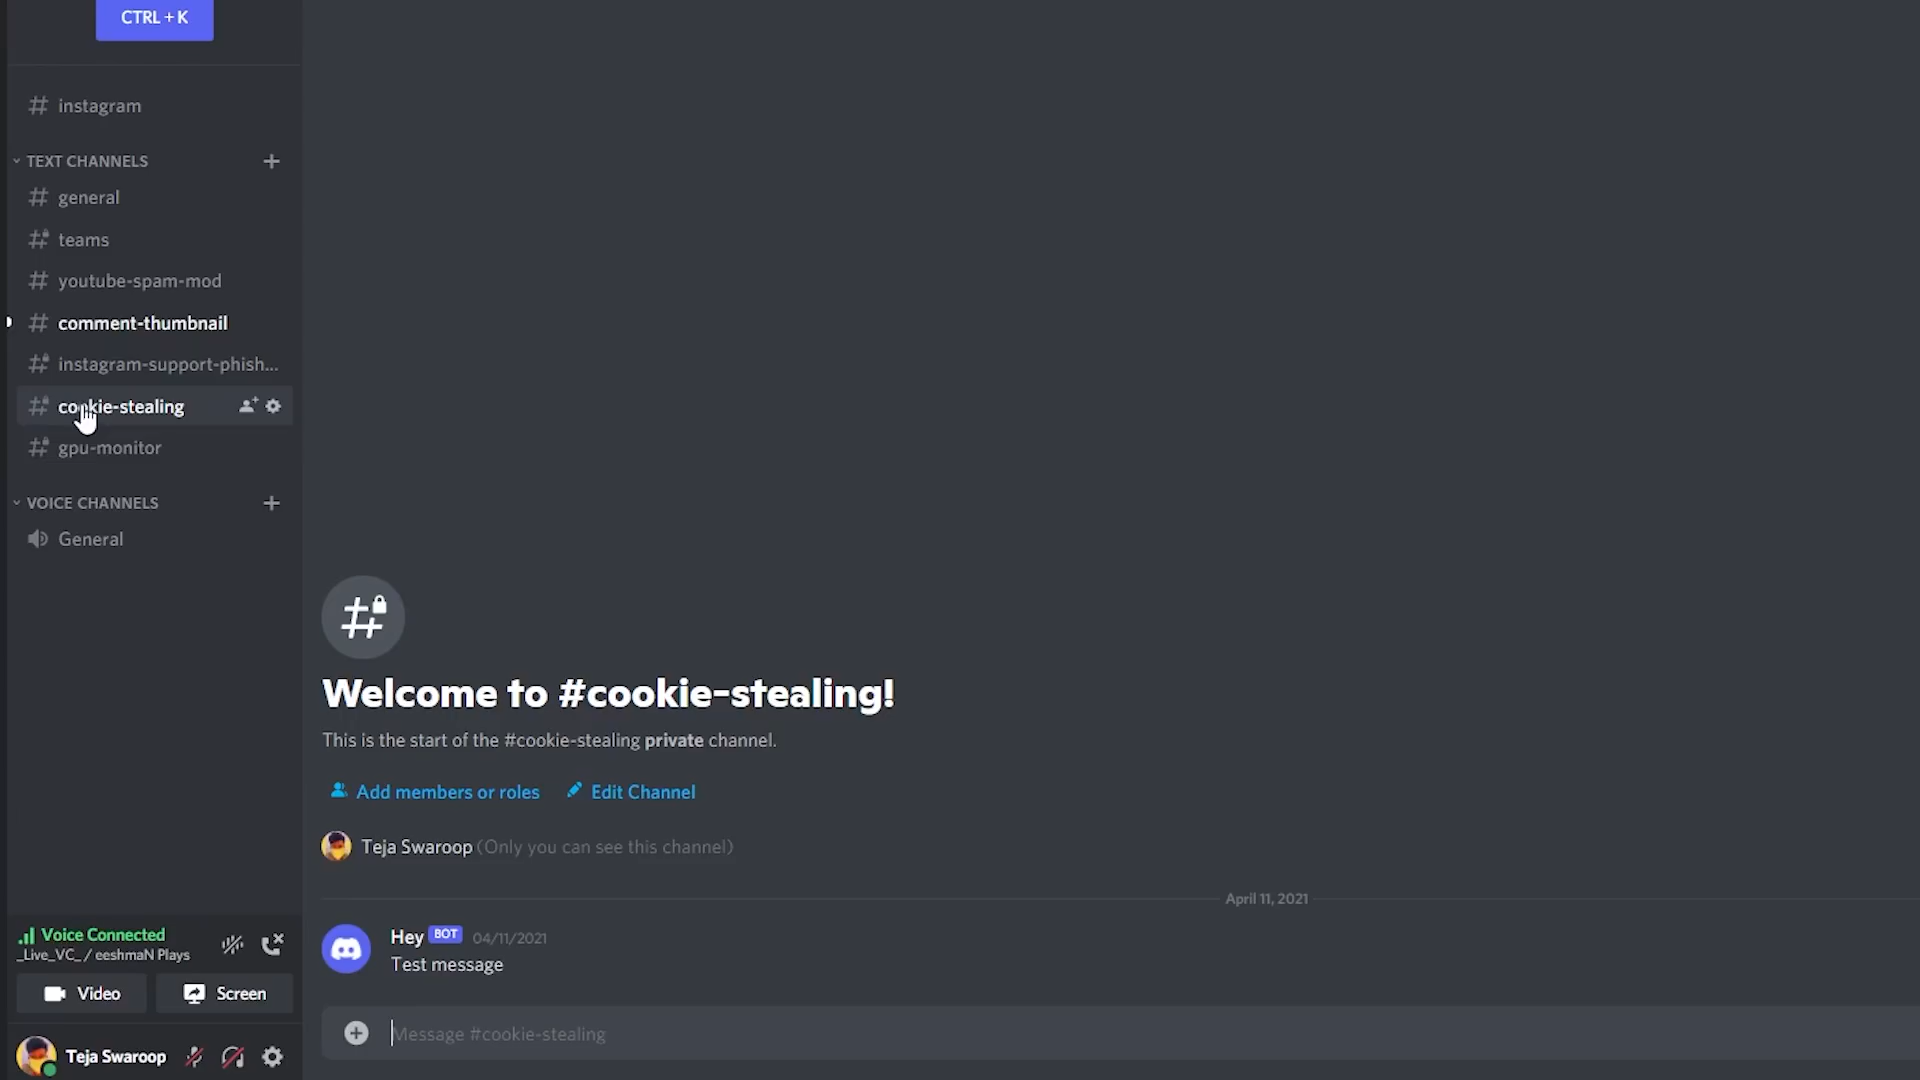 CTRL + K
instagram
TEXT CHANNELS
general
teams
youtube-spam-mod
comment-thumbnail
instagram-support-phish...
cookie-stealing
gpu-monitor
VOICE CHANNELS
General
Welcome to #cookie-stealing!
This is the start of the #cookie-stealing private channel.
Add members or roles Edit Channel
Teja Swaroop (Only you can see this channel)
April 11, 2021
Hey BOT 04/11/2021
Test message
Message #cookie-stealing
Voice Connected
_Live_VC_ / eeshmaN Plays
Video Screen
Teja Swaroop